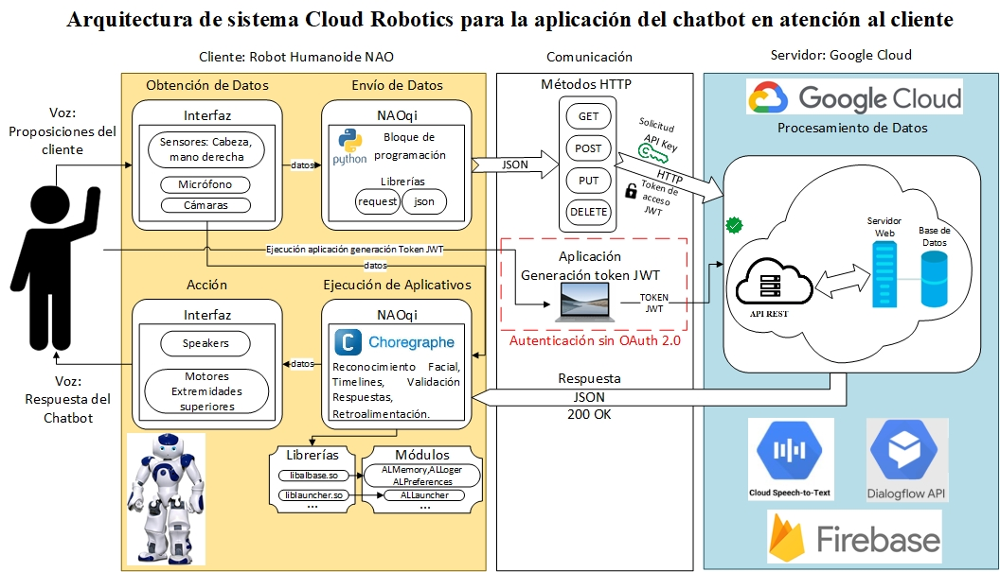 Arquitectura de sistema Cloud Robotics para la aplicación del chatbot en atención al cliente
Cliente: Robot Humanoide NAO
Comunicación
Servidor: Google Cloud
Obtención de Datos
Envío de Datos
Métodos HTTP
Google Cloud
Procesamiento de Datos
Voz:
Proposiciones del
cliente
Interfaz
Sensores: Cabeza,
mano derecha
Micrófono
Cámaras
datos
NAOqi
python
Bloque de
programación
Librerías
request
json
JSON
GET
POST
PUT
DELETE
Solicitud
API Key
HTTP
Token de
acceso
JWT
Servidor
Web
Base de
Datos
API REST
Ejecución aplicación generación Token JWT
datos
Aplicación
Generación token JWT
TOKEN
JWT
Autenticación sin OAuth 2.0
Acción
Ejecución de Aplicativos
Interfaz
Speakers
Motores
Extremidades
superiores
datos
NAOqi
Choregraphe
Reconocimiento Facial,
Timelines, Validación
Respuestas,
Retroalimentación.
Respuesta
JSON
200 OK
Voz:
Respuesta del
Chatbot
Librerías
libalbase.so
liblauncher.so
...
Módulos
ALMemory,ALLoger
ALPreferences
ALLauncher
...
Cloud Speech-to-Text
Dialogflow API
Firebase